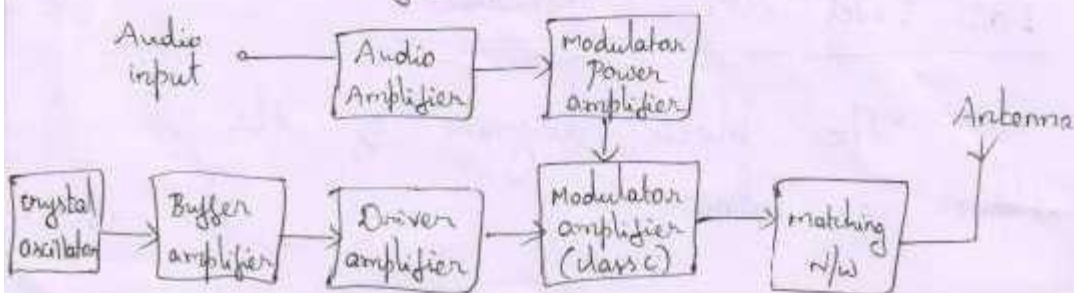 Audio
input
Audio
Amplifier
Modulator
Power
amplifier
Antenna
crystal
oscillator
Buffer
amplifier
Driver
amplifier
Modulator
amplifier
(class c)
matching
N/W